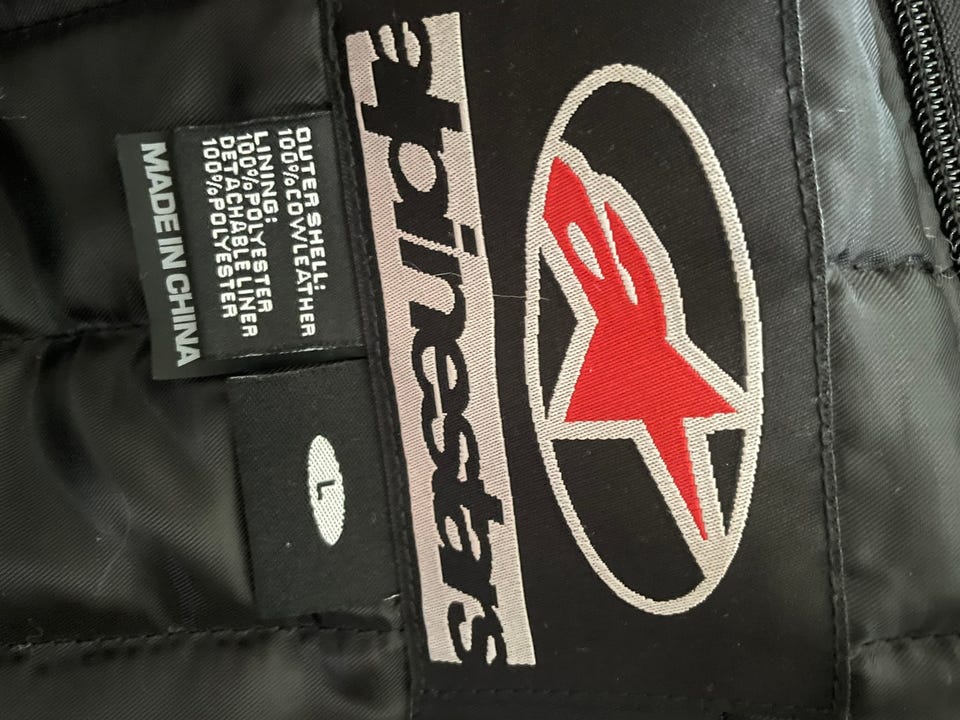 alpinestars
OUTER SHELL:
100%COWLEATHER
LINING:
100%POLYESTER
DETACHABLE LINER
100%POLYESTER
MADE IN CHINA
L